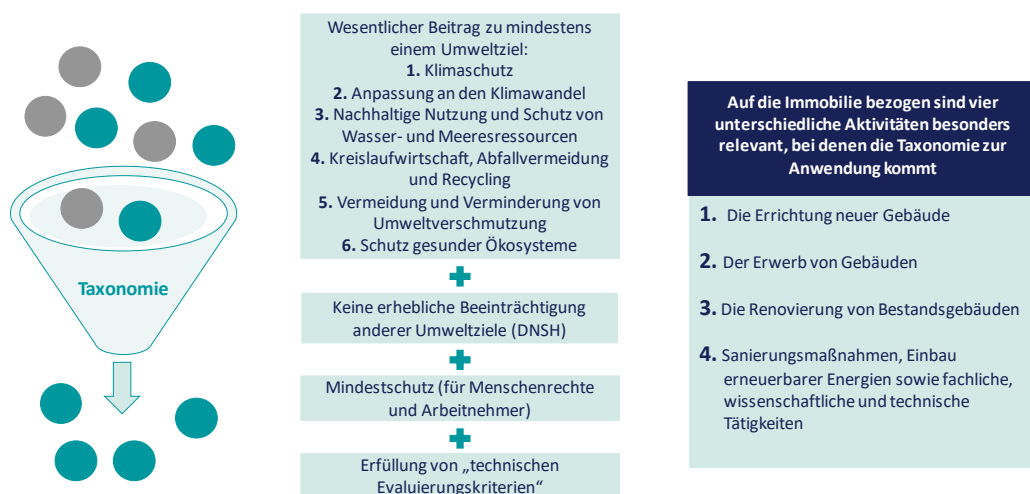 Taxonomie
Wesentlicher Beitrag zu mindestens
einem Umweltziel:
1. Klimaschutz
2. Anpassung an den Klimawandel
3. Nachhaltige Nutzung und Schutz von
Wasser- und Meeresressourcen
4. Kreislaufwirtschaft, Abfallvermeidung
und Recycling
5. Vermeidung und Verminderung von
Umweltverschmutzung
6. Schutz gesunder Ökosysteme
Keine erhebliche Beeinträchtigung
anderer Umweltziele (DNSH)
Mindestschutz (für Menschenrechte
und Arbeitnehmer)
Erfüllung von „technischen
Evaluierungskriterien“
Auf die Immobilie bezogen sind vier
unterschiedliche Aktivitäten besonders
relevant, bei denen die Taxonomie zur
Anwendung kommt
1. Die Errichtung neuer Gebäude
2. Der Erwerb von Gebäuden
3. Die Renovierung von Bestandsgebäuden
4. Sanierungsmaßnahmen, Einbau
erneuerbarer Energien sowie fachliche,
wissenschaftliche und technische
Tätigkeiten